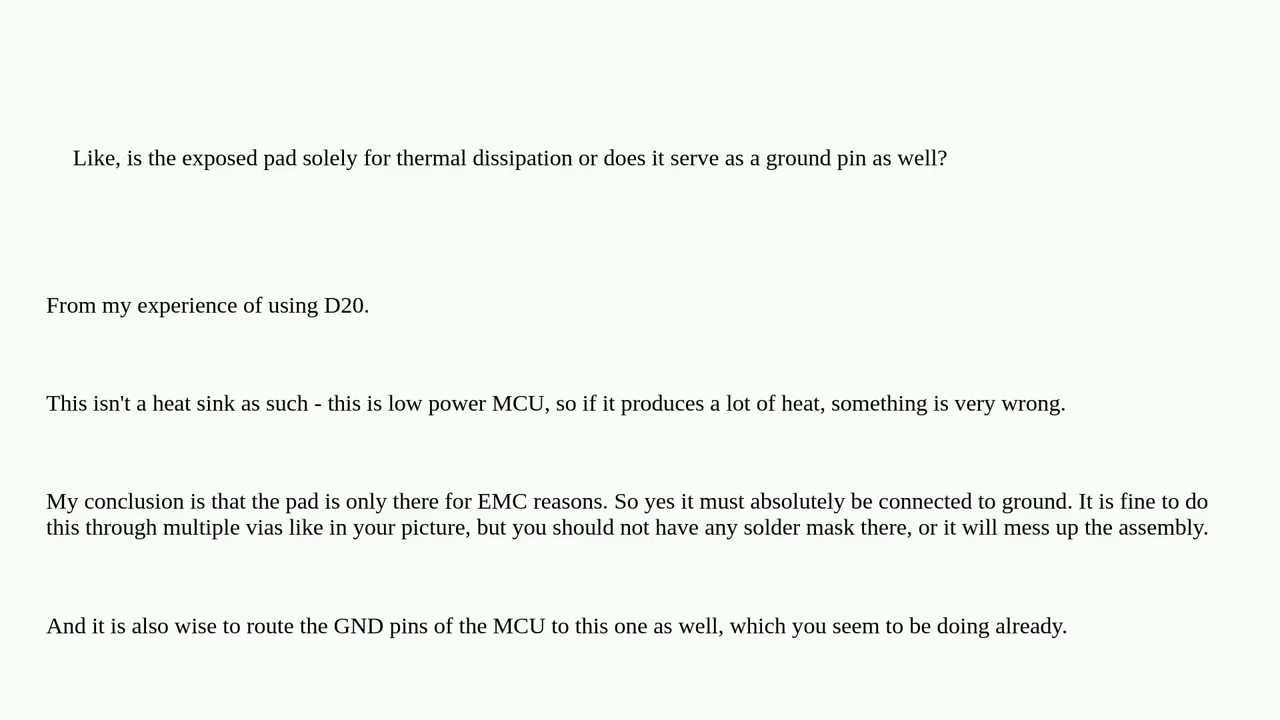 Like, is the exposed pad solely for thermal dissipation or does it serve as a ground pin as well?
From my experience of using D20.
This isn't a heat sink as such - this is low power MCU, so if it produces a lot of heat, something is very wrong.
My conclusion is that the pad is only there for EMC reasons. So yes it must absolutely be connected to ground. It is fine to do
this through multiple vias like in your picture, but you should not have any solder mask there, or it will mess up the assembly.
And it is also wise to route the GND pins of the MCU to this one as well, which you seem to be doing already.